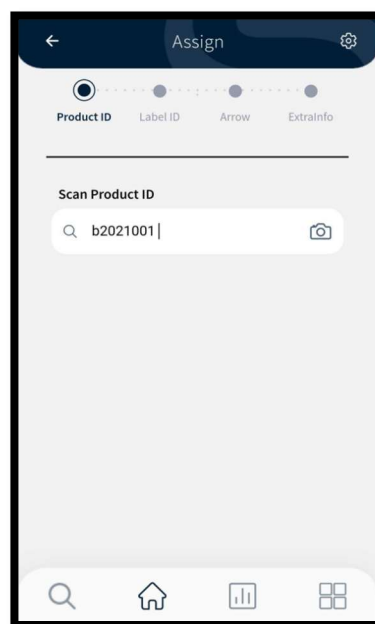 Assign
Product ID Label ID Arrow ExtraInfo
Scan Product ID
b2021001